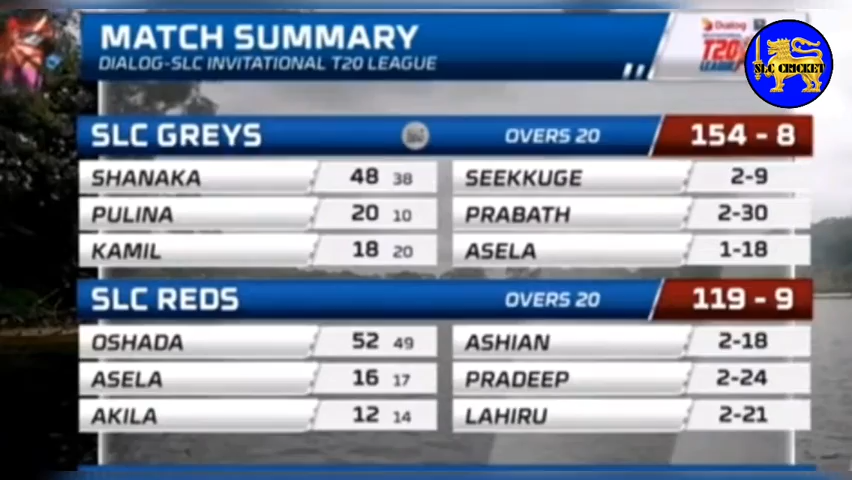 MATCH SUMMARY
DIALOG-SLC INVITATIONAL T20 LEAGUE
Dialog
T20
LEAGUE
SLC CRICKET
SLC GREYS OVERS 20 154 - 8
SHANAKA 48 38 SEEKKUGE 2-9
PULINA 20 10 PRABATH 2-30
KAMIL 18 20 ASELA 1-18
SLC REDS OVERS 20 119 - 9
OSHADA 52 49 ASHIAN 2-18
ASELA 16 17 PRADEEP 2-24
AKILA 12 14 LAHIRU 2-21